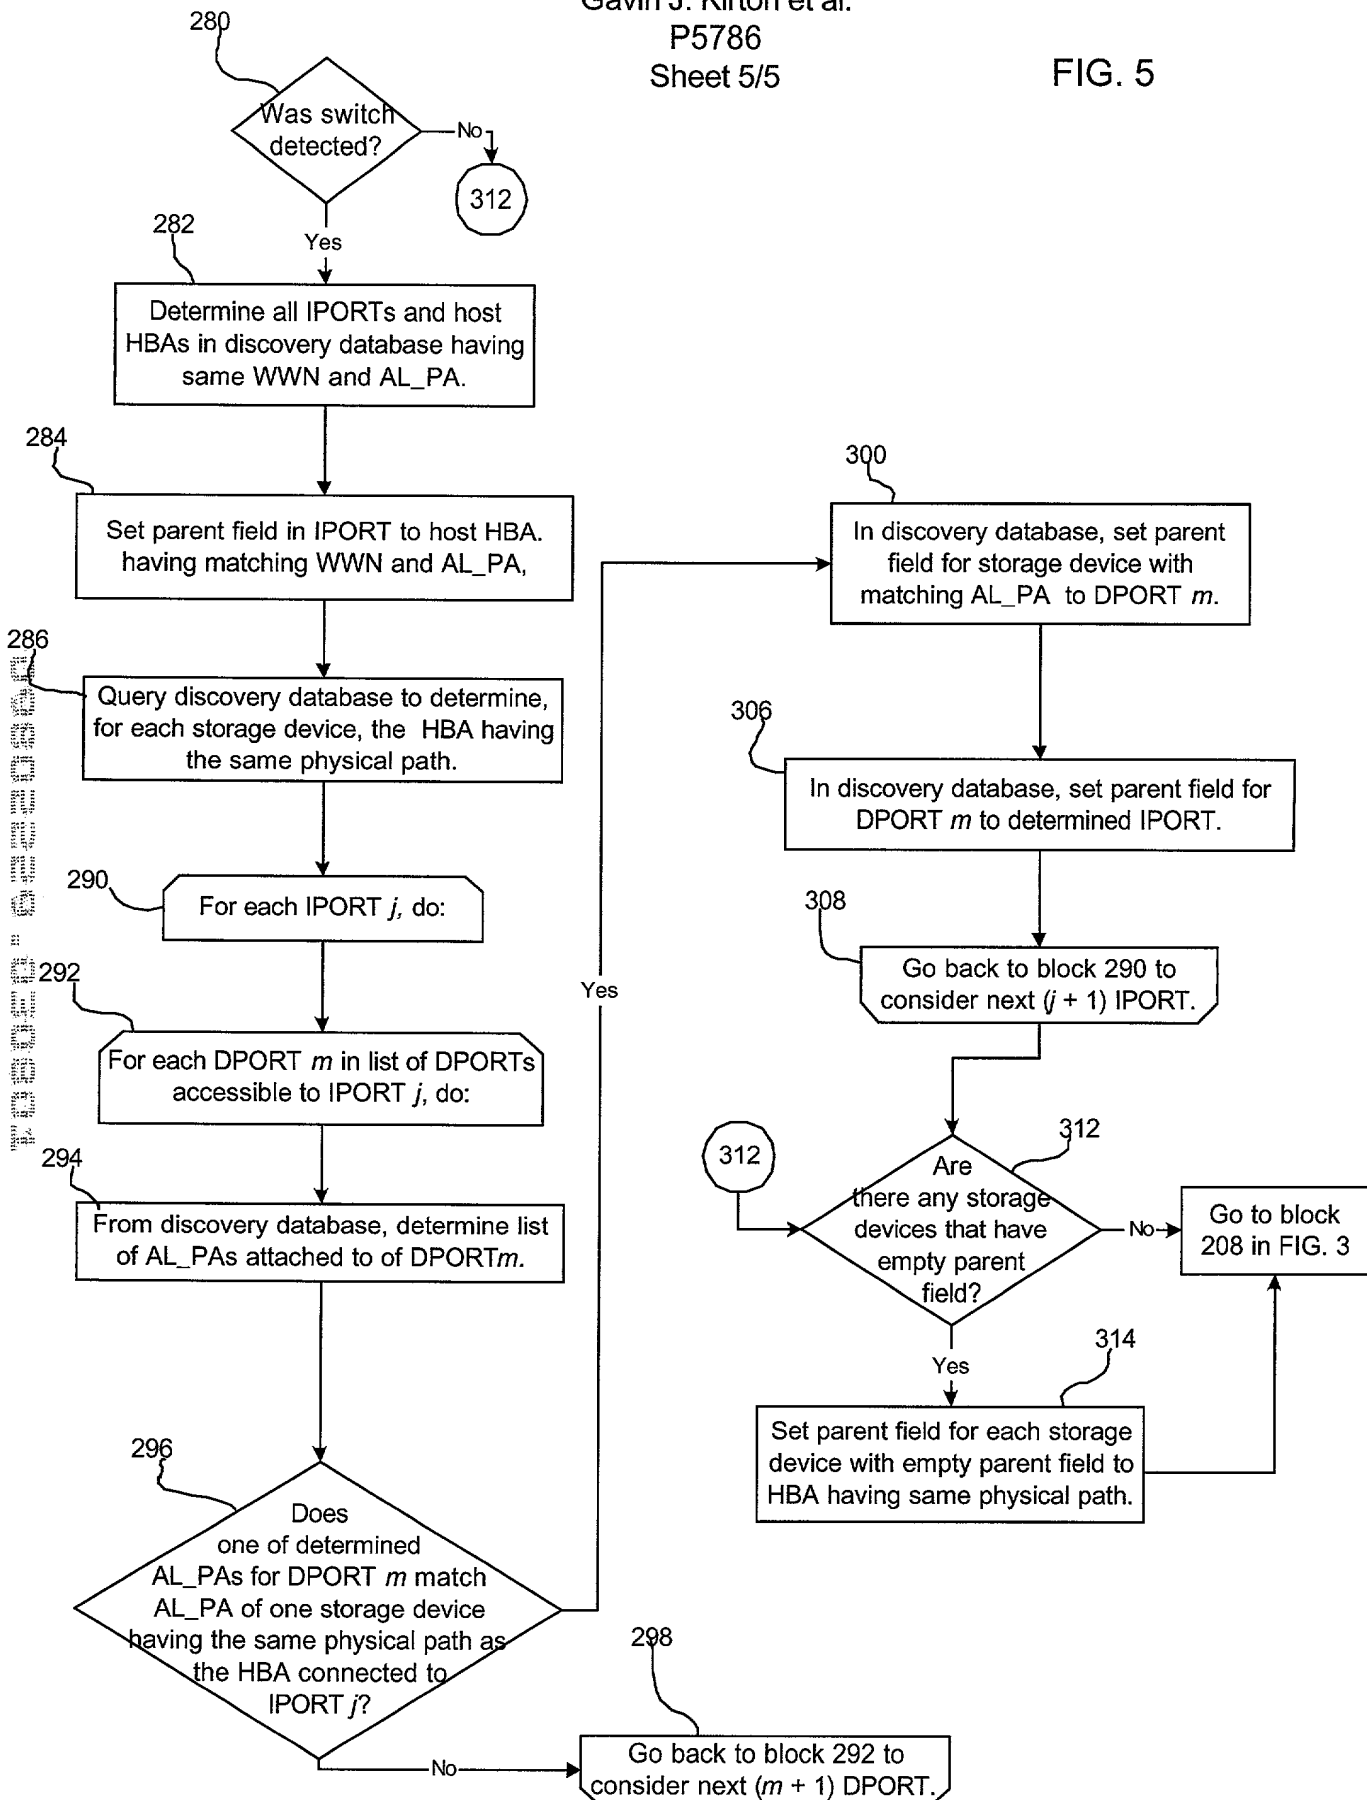 Gavin J. Kirton et al.
P5786
Sheet 5/5
FIG. 5
280
Was switch
detected?
No
312
Yes
282
Determine all IPORTs and host
HBAs in discovery database having
same WWN and AL_PA.
284
Set parent field in IPORT to host HBA.
having matching WWN and AL_PA,
286
Query discovery database to determine,
for each storage device, the HBA having
the same physical path.
290
For each IPORT j, do:
292
For each DPORT m in list of DPORTs
accessible to IPORT j, do:
294
From discovery database, determine list
of AL_PAs attached to of DPORTm.
296
Does
one of determined
AL_PAs for DPORT m match
AL_PA of one storage device
having the same physical path as
the HBA connected to
IPORT j?
No
298
Go back to block 292 to
consider next (m + 1) DPORT.
Yes
300
In discovery database, set parent
field for storage device with
matching AL_PA to DPORT m.
306
In discovery database, set parent field for
DPORT m to determined IPORT.
308
Go back to block 290 to
consider next (j + 1) IPORT.
312
312
Are
there any storage
devices that have
empty parent
field?
No
Go to block
208 in FIG. 3
Yes
314
Set parent field for each storage
device with empty parent field to
HBA having same physical path.